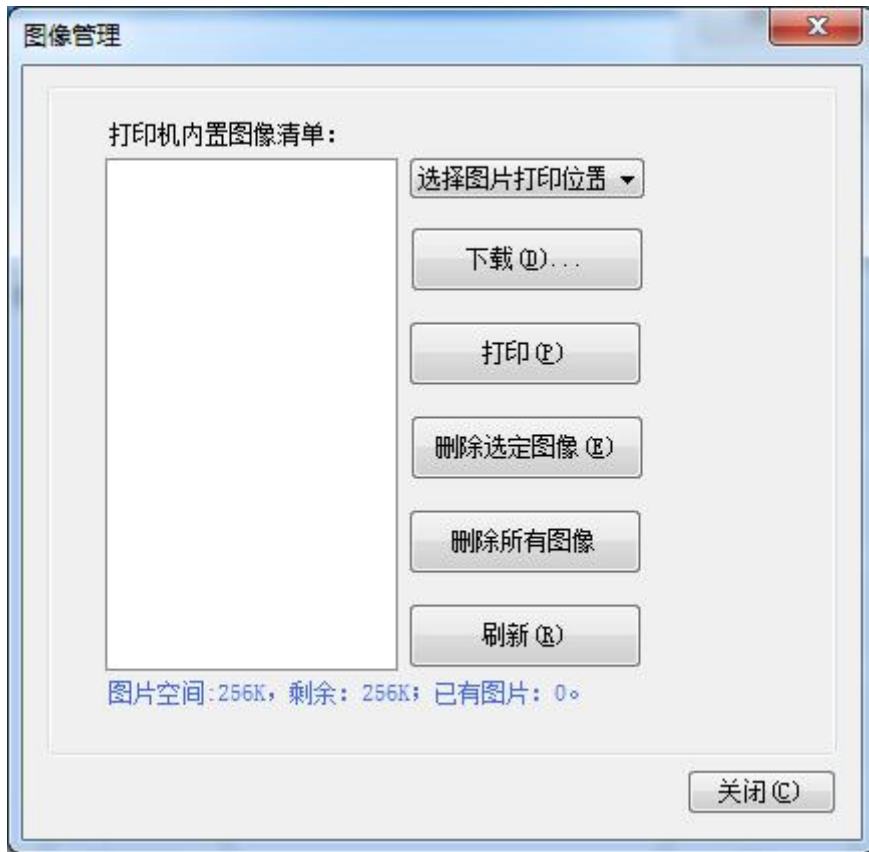 图像管理
打印机内置图像清单：
选择图片打印位置
下载(D)...
打印(P)
删除选定图像(E)
删除所有图像
刷新(R)
图片空间:256K，剩余：256K；已有图片：0。
关闭(C)